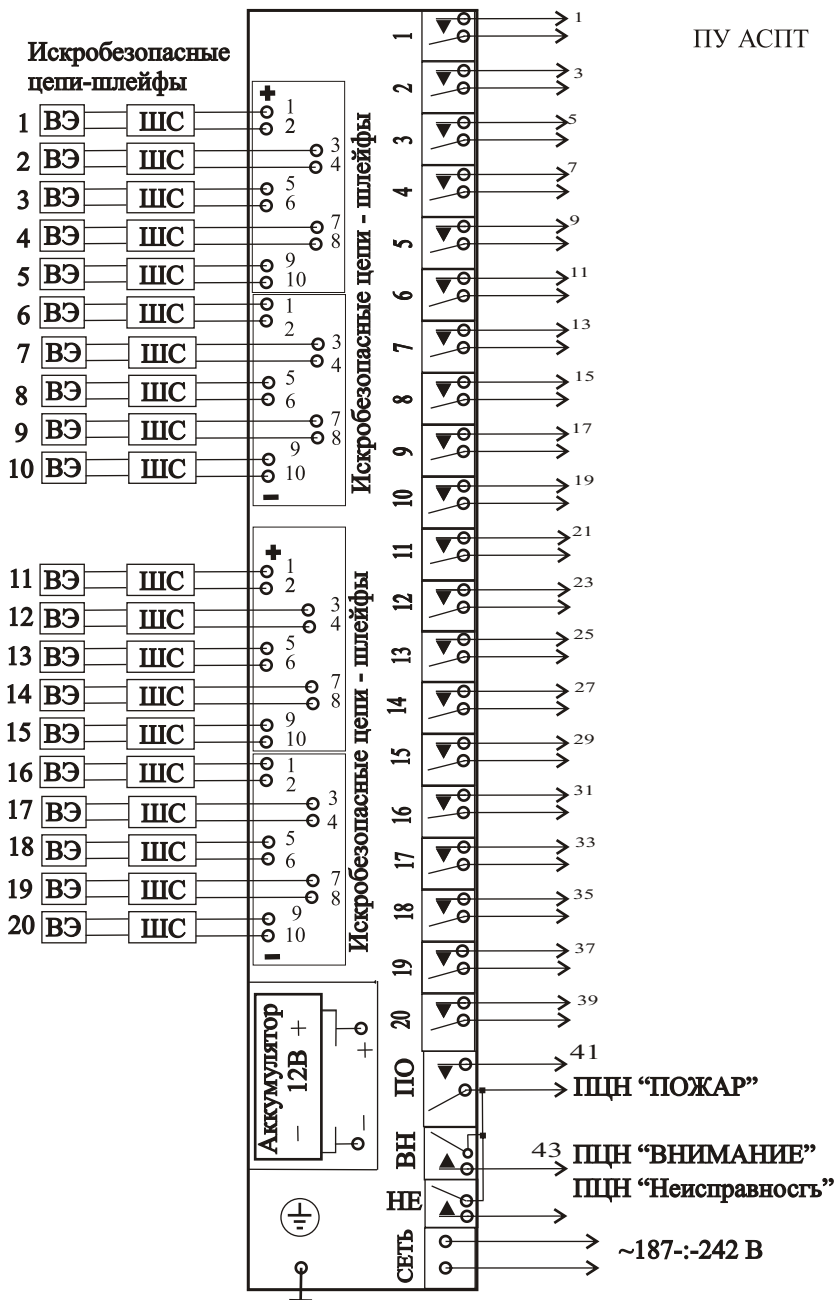 ПУ АСПТ
Искробезопасные
цепи-шлейфы
1 ВЭ ШС
2 ВЭ ШС
3 ВЭ ШС
4 ВЭ ШС
5 ВЭ ШС
6 ВЭ ШС
7 ВЭ ШС
8 ВЭ ШС
9 ВЭ ШС
10 ВЭ ШС
+
1
2
3
4
5
6
7
8
9
10
1
2
3
4
5
6
7
8
9
10
–
Искробезопасные цепи - шлейфы
11 ВЭ ШС
12 ВЭ ШС
13 ВЭ ШС
14 ВЭ ШС
15 ВЭ ШС
16 ВЭ ШС
17 ВЭ ШС
18 ВЭ ШС
19 ВЭ ШС
20 ВЭ ШС
+
1
2
3
4
5
6
7
8
9
10
1
2
3
4
5
6
7
8
9
10
–
Искробезопасные цепи - шлейфы
Аккумулятор
– 12В +
+
–
1 1
2 3
3 5
4 7
5 9
6 11
7 13
8 15
9 17
10 19
11 21
12 23
13 25
14 27
15 29
16 31
17 33
18 35
19 37
20 39
ПО 41
ПЦН “ПОЖАР”
ВН 43 ПЦН “ВНИМАНИЕ”
НЕ ПЦН “Неисправность”
СЕТЬ ~187-:-242 В